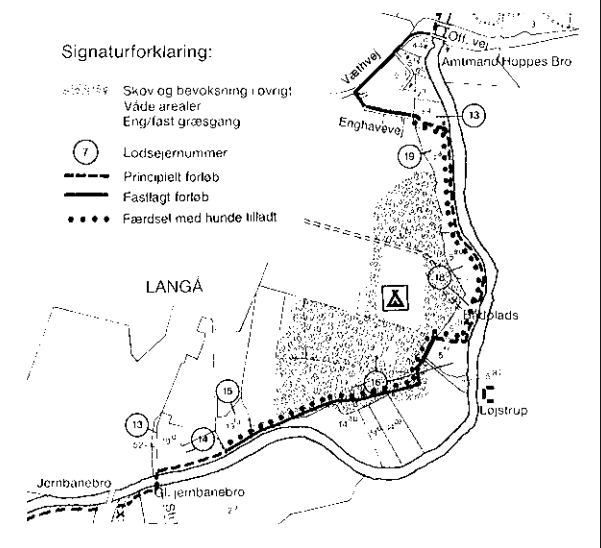 Signaturforklaring:
Skov og bevoksning i øvrigt
Våde arealer
Eng/fast græsgang
7 Lodsejernummer
Principielt forløb
Fastlagt forløb
Færdsel med hunde tilladt
Off. vej
Amtmand Hoppes Bro
Væthvej
13
Enghavevej
19
18
LANGÅ
16
15
Løjstrup
13
14
Jernbanebro
Gl. jernbanebro